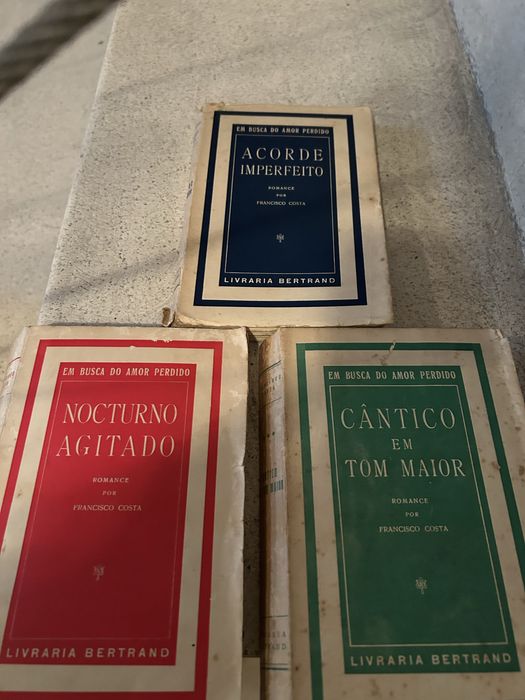 EM BUSCA DO AMOR PERDIDO
ACORDE
IMPERFEITO
ROMANCE
POR
FRANCISCO COSTA
LIVRARIA BERTRAND
EM BUSCA DO AMOR PERDIDO
NOCTURNO
AGITADO
ROMANCE
POR
FRANCISCO COSTA
LIVRARIA BERTRAND
EM BUSCA DO AMOR PERDIDO
CÂNTICO
EM
TOM MAIOR
ROMANCE
POR
FRANCISCO COSTA
LIVRARIA BERTRAND